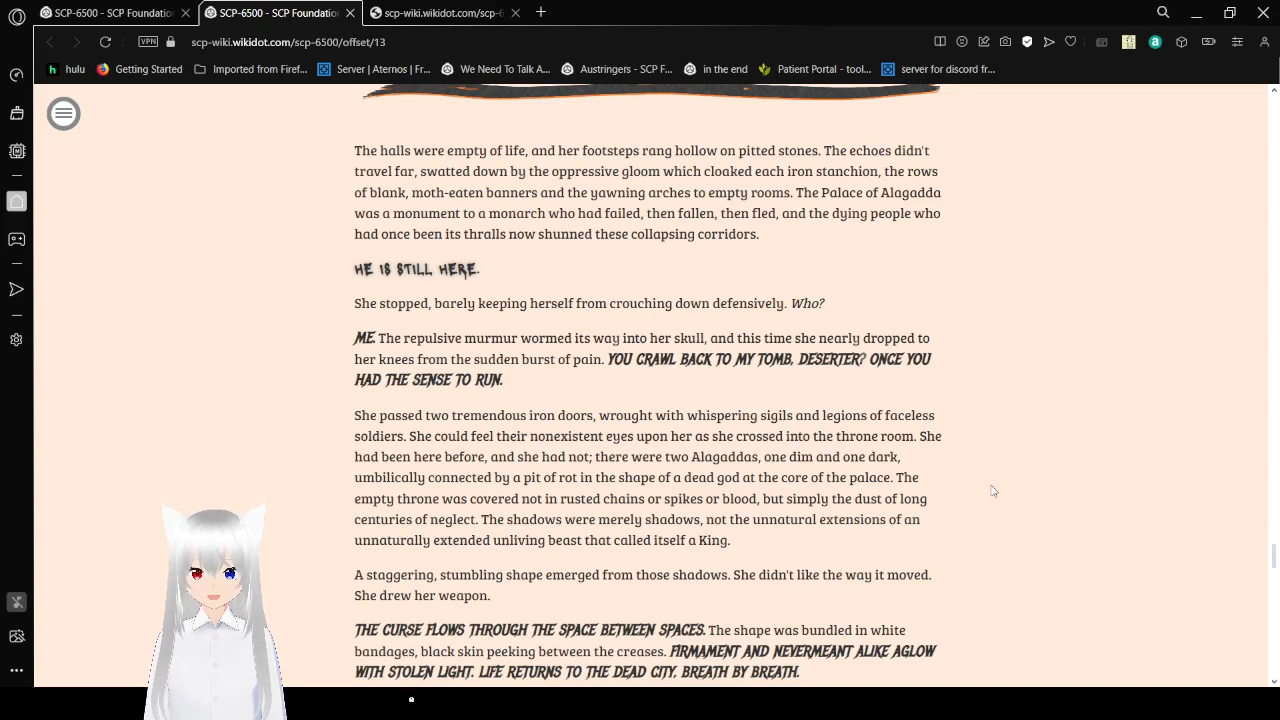 SCP-6500 - SCP Foundation
SCP-6500 - SCP Foundation
scp-wiki.wikidot.com/scp-6
VPN
scp-wiki.wikidot.com/scp-6500/offset/13
hulu
Getting Started
Imported from Firef...
Server | Aternos | Fr...
We Need To Talk A...
Austringers - SCP F...
in the end
Patient Portal - tool...
server for discord fr...
The halls were empty of life, and her footsteps rang hollow on pitted stones. The echoes didn't
travel far, swatted down by the oppressive gloom which cloaked each iron stanchion, the rows
of blank, moth-eaten banners and the yawning arches to empty rooms. The Palace of Alagadda
was a monument to a monarch who had failed, then fallen, then fled, and the dying people who
had once been its thralls now shunned these collapsing corridors.
HE IS STILL HERE.
She stopped, barely keeping herself from crouching down defensively. Who?
ME. The repulsive murmur wormed its way into her skull, and this time she nearly dropped to
her knees from the sudden burst of pain. YOU CRAWL BACK TO MY TOMB, DESERTER? ONCE YOU
HAD THE SENSE TO RUN.
She passed two tremendous iron doors, wrought with whispering sigils and legions of faceless
soldiers. She could feel their nonexistent eyes upon her as she crossed into the throne room. She
had been here before, and she had not; there were two Alagaddas, one dim and one dark,
umbilically connected by a pit of rot in the shape of a dead god at the core of the palace. The
empty throne was covered not in rusted chains or spikes or blood, but simply the dust of long
centuries of neglect. The shadows were merely shadows, not the unnatural extensions of an
unnaturally extended unliving beast that called itself a King.
A staggering, stumbling shape emerged from those shadows. She didn't like the way it moved.
She drew her weapon.
THE CURSE FLOWS THROUGH THE SPACE BETWEEN SPACES. The shape was bundled in white
bandages, black skin peeking between the creases. FIRMAMENT AND NEVERMEANT ALIKE AGLOW
WITH STOLEN LIGHT. LIFE RETURNS TO THE DEAD CITY, BREATH BY BREATH.